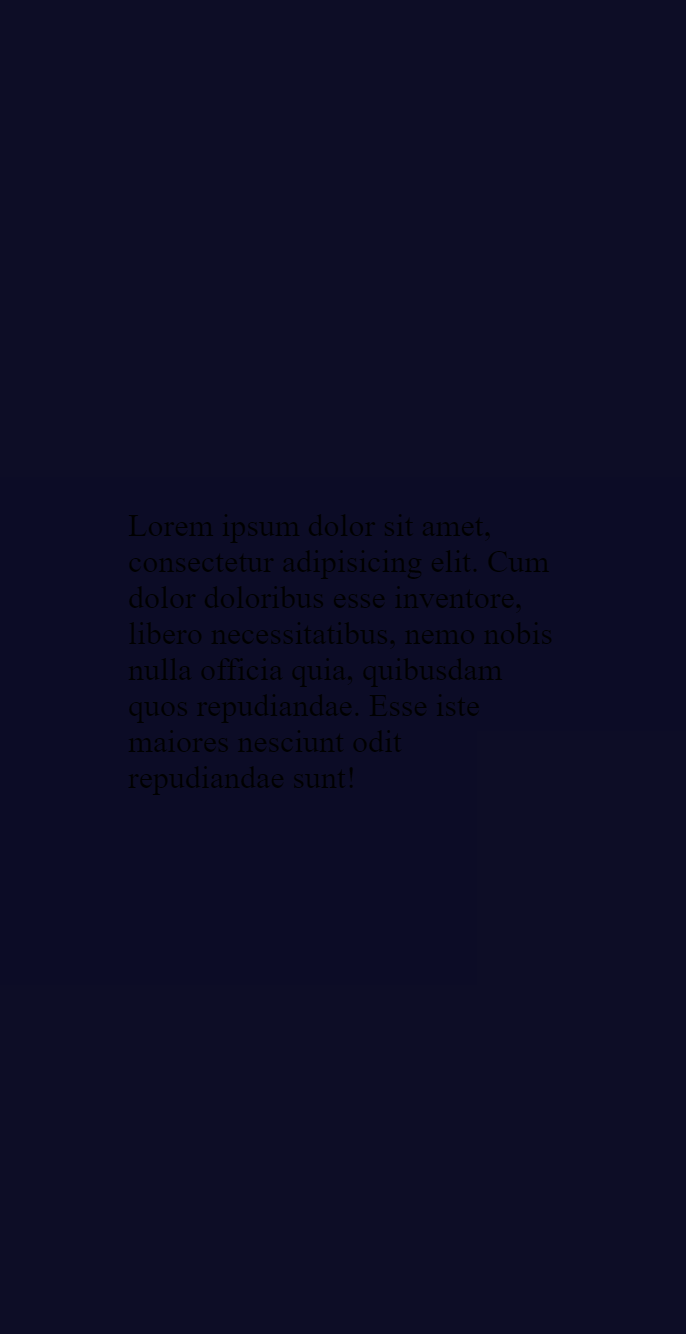 Lorem ipsum dolor sit amet,
consectetur adipisicing elit. Cum
dolor doloribus esse inventore,
libero necessitatibus, nemo nobis
nulla officia quia, quibusdam
quos repudiandae. Esse iste
maiores nesciunt odit
repudiandae sunt!